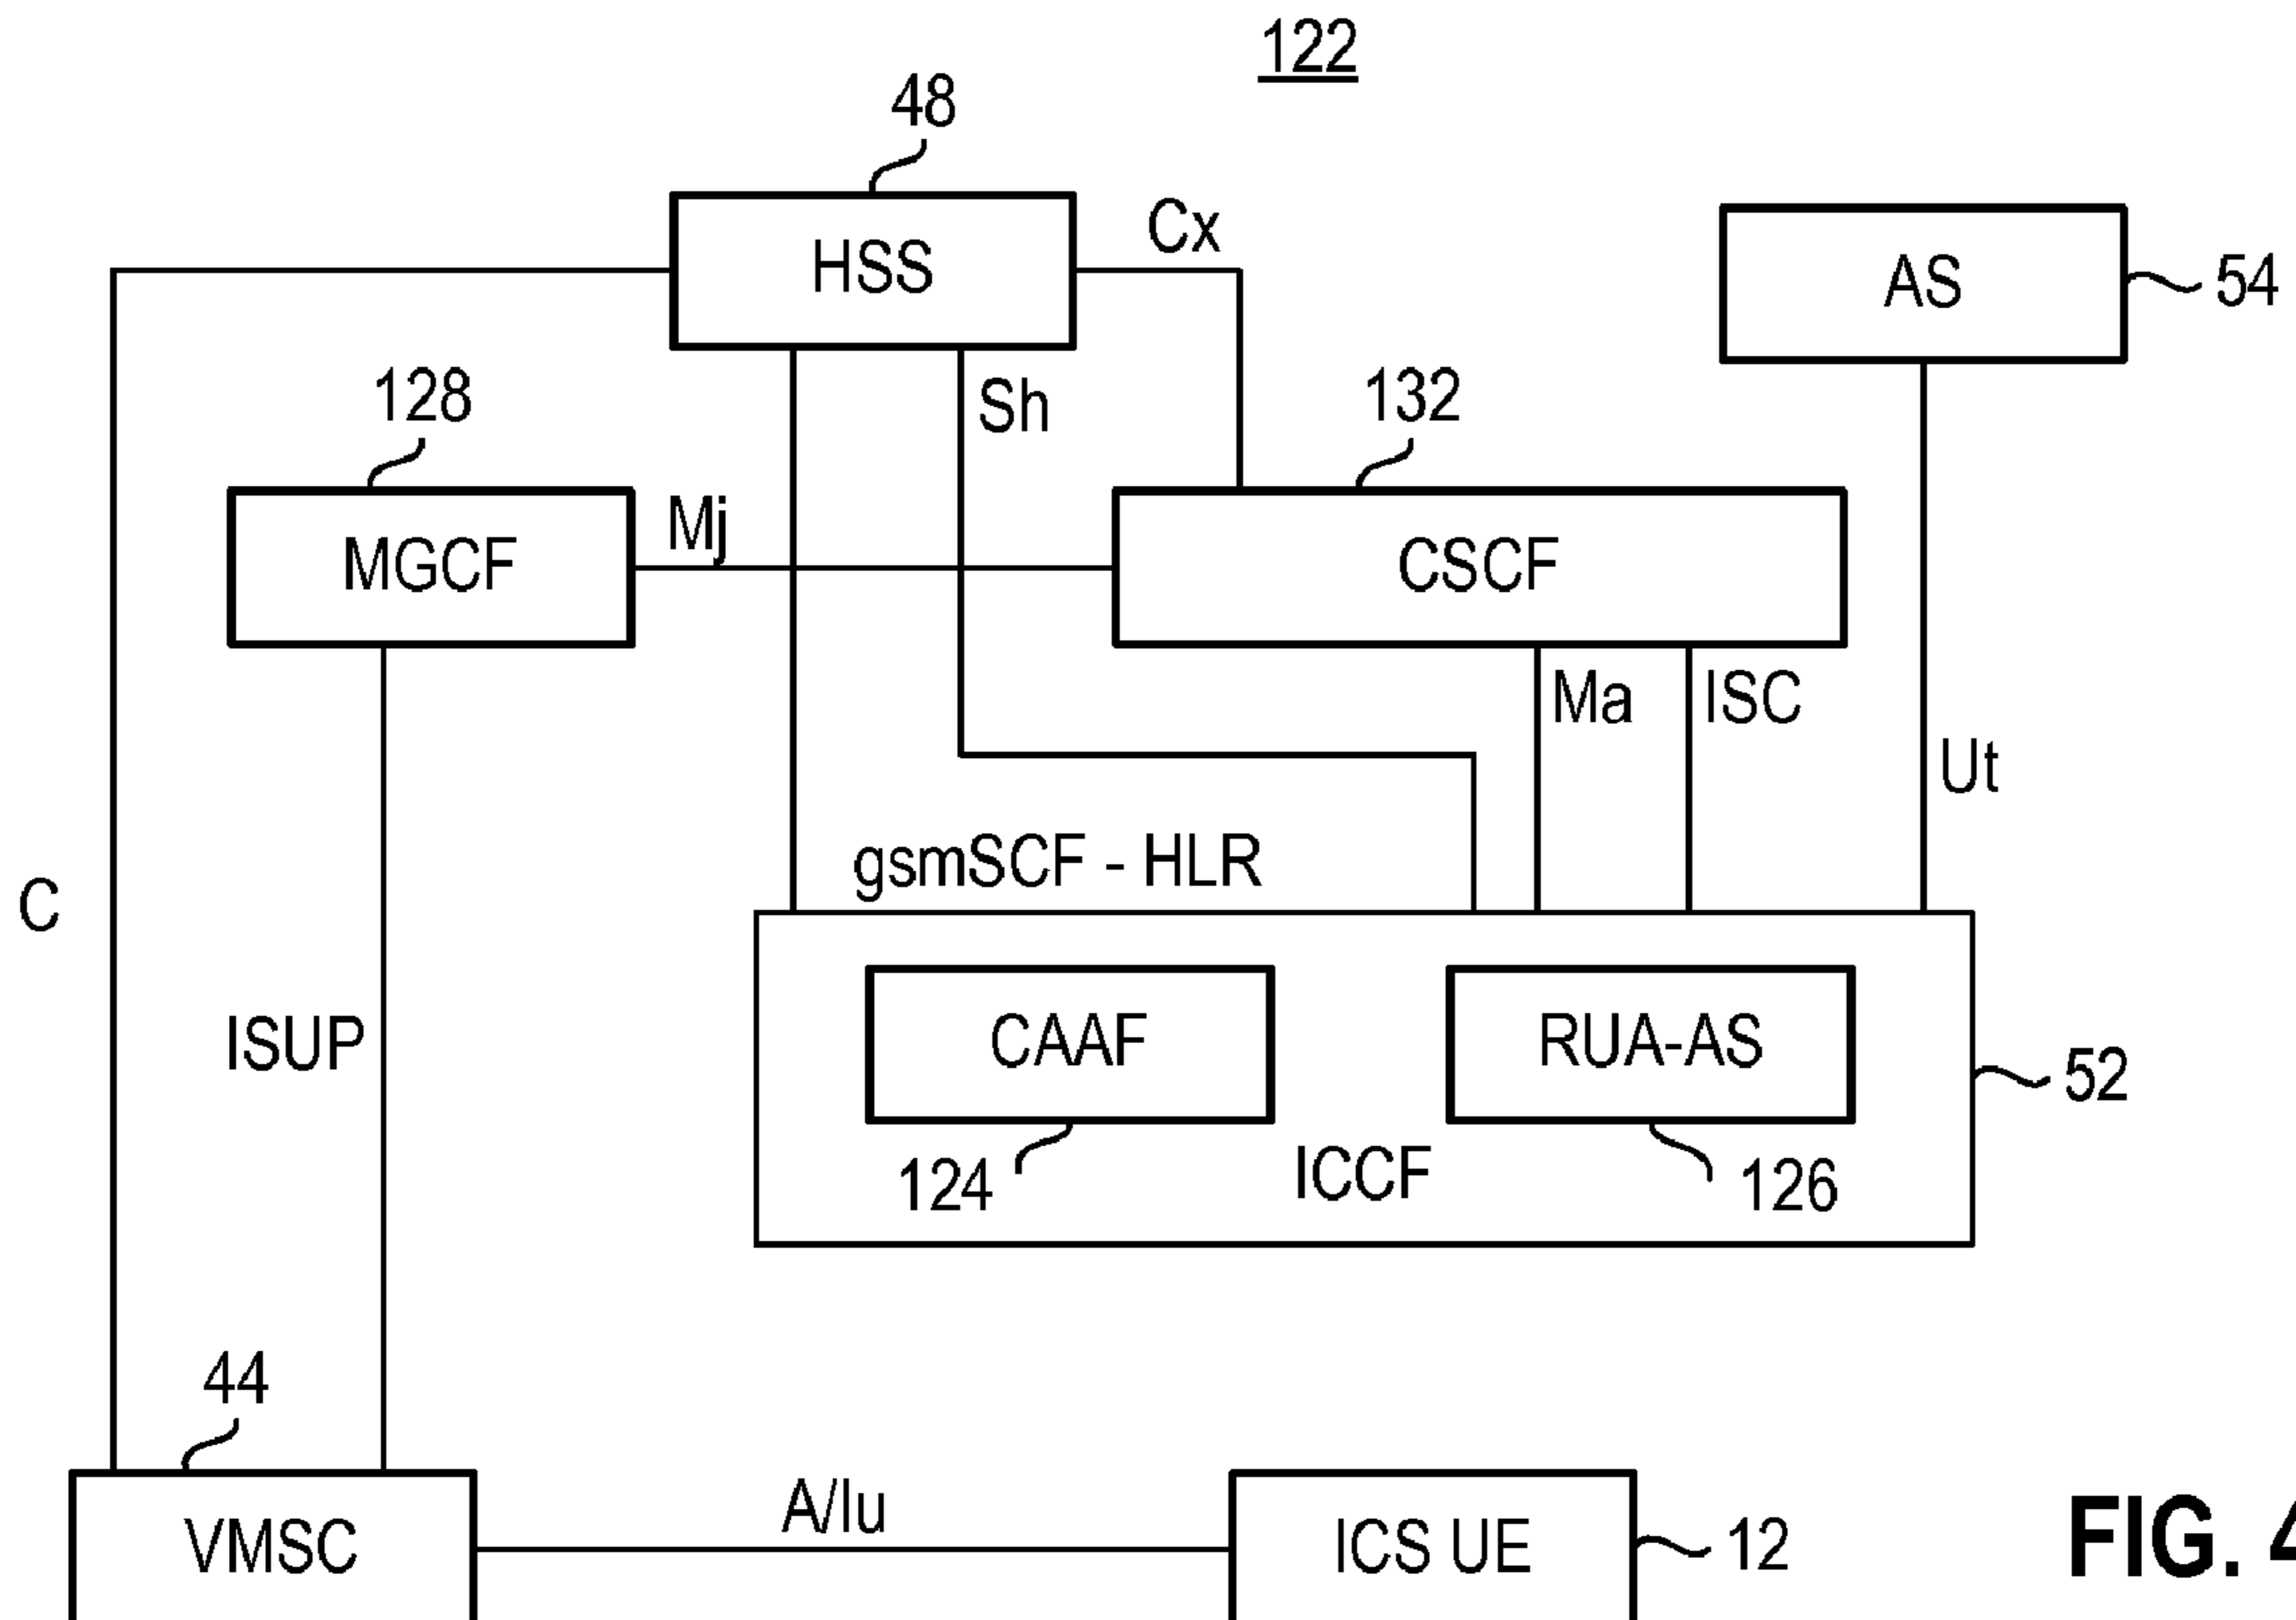 122
48
HSS
Cx
AS
54
128
Sh
132
MGCF
Mj
CSCF
Ma
ISC
Ut
gsmSCF - HLR
C
ISUP
CAAF
RUA-AS
52
124
ICCF
126
44
VMSC
A/Iu
ICS UE
12
FIG. 4